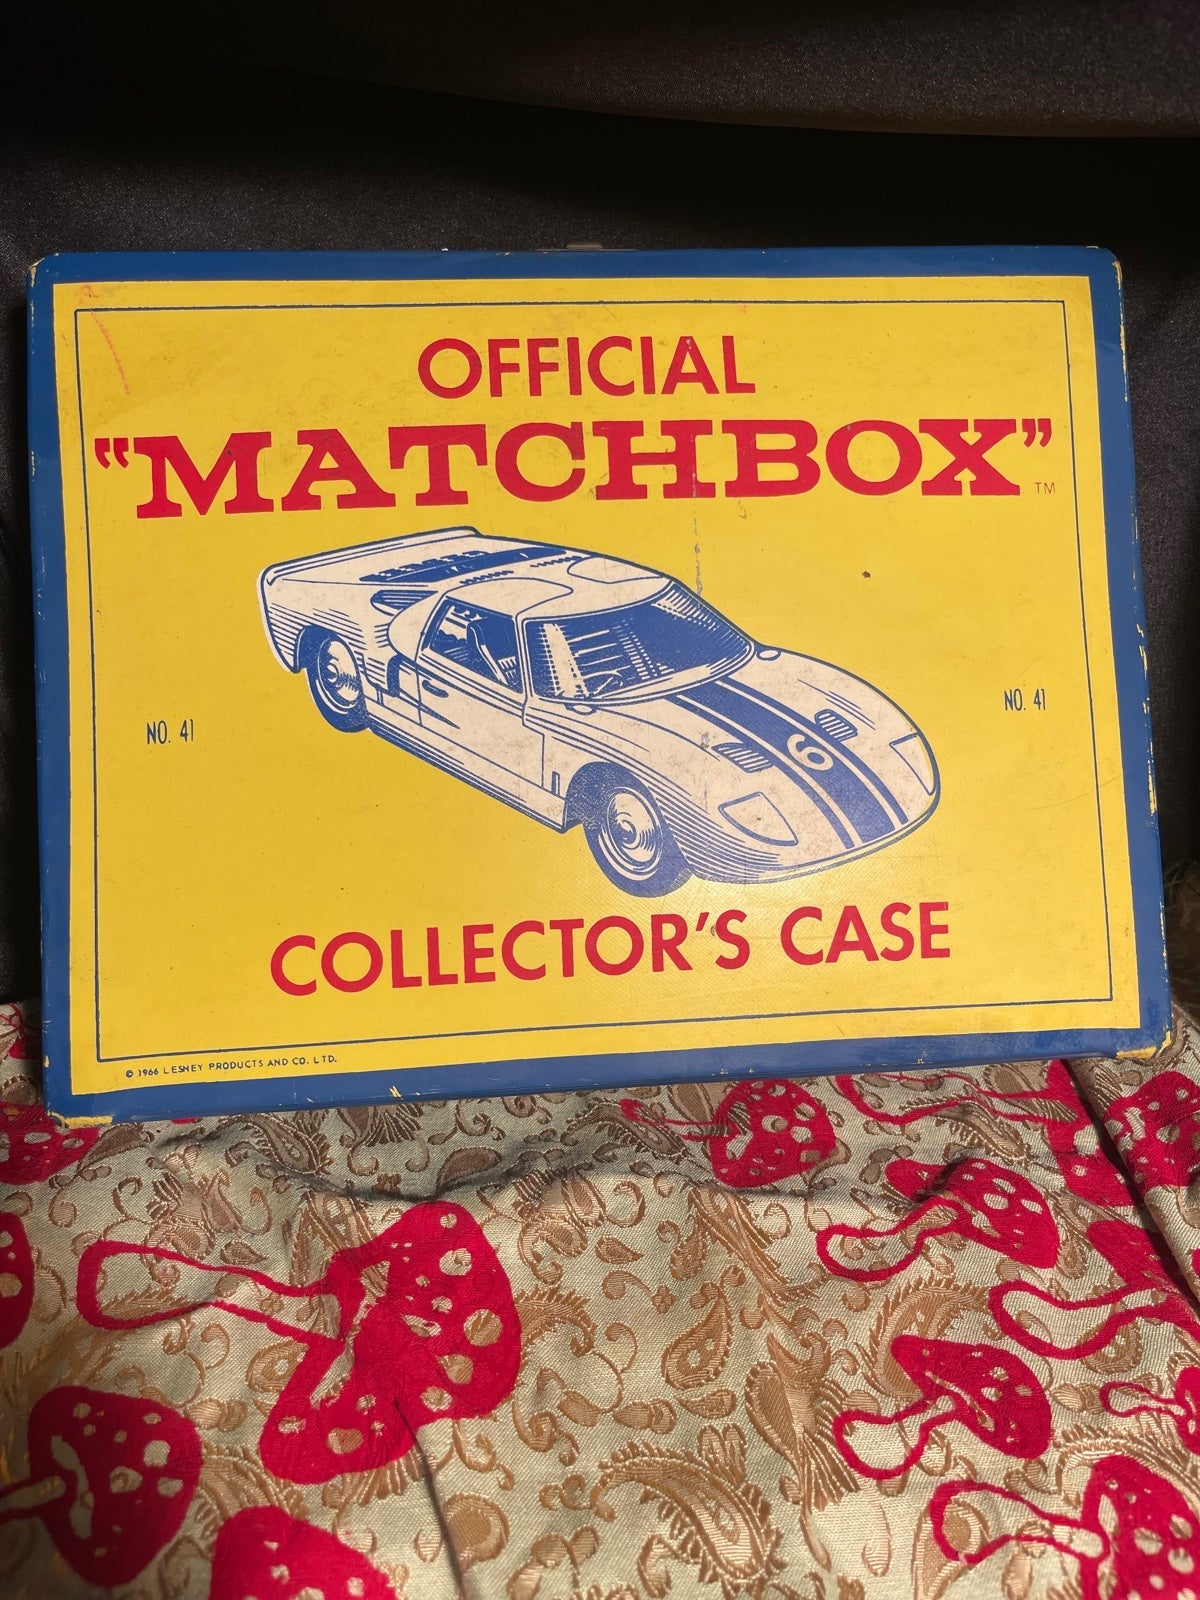 OFFICIAL
"MATCHBOX"
TM
NO. 41
NO. 41
6
COLLECTOR'S CASE
© 1966 LESNEY PRODUCTS AND CO. LTD.